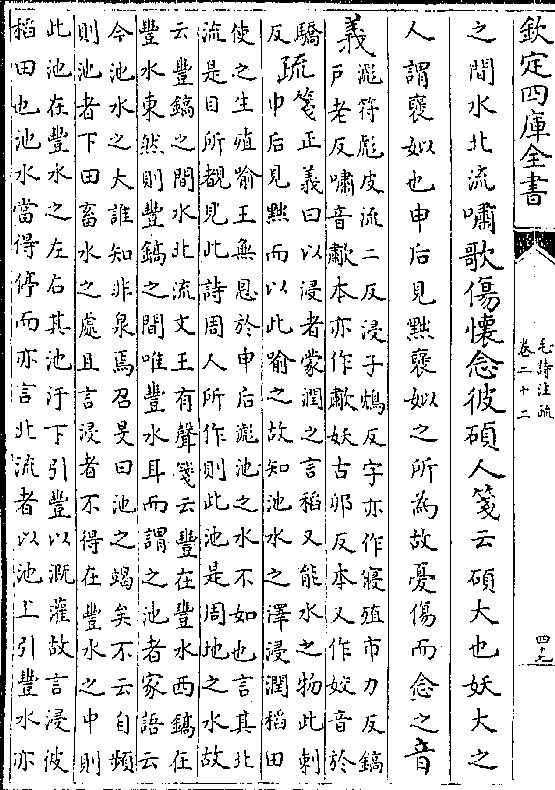 欽定四庫全書
毛詩注疏
卷二十二
四十七
之間水北流嘯歌傷懷念彼碩人箋云碩大也妖大之
人謂襃姒也申后見黜襃姒之所為故憂傷而念之音
義滮符彪皮流二反浸子鴆反字亦作寖殖市力反鎬
戸老反嘯音歗本亦作歗妖古卯反本又作姣音於
驕
反疏箋正義曰以浸者蒙潤之言稻又能水之物此刺
申后見黜而以此喻之故知池水之澤浸潤稻田
使之生殖喻王無恩於申后滮池之水不如也言其北
流是目所覩見此詩周人所作則此池是周地之水故
云豐鎬之間水北流文王有聲箋云豐在豐水西鎬在
豐水東然則豐鎬之間唯豐水耳而謂之池者家語云
今池水之大誰知非泉焉召旻曰池之竭矣不云自頻
則池者下田畜水之處且言浸者不得在豐水之中則
此池在豐水之左右其池汙下引豐以溉灌故言浸彼
稻田也池水當得停而亦言北流者以池上引豐水亦